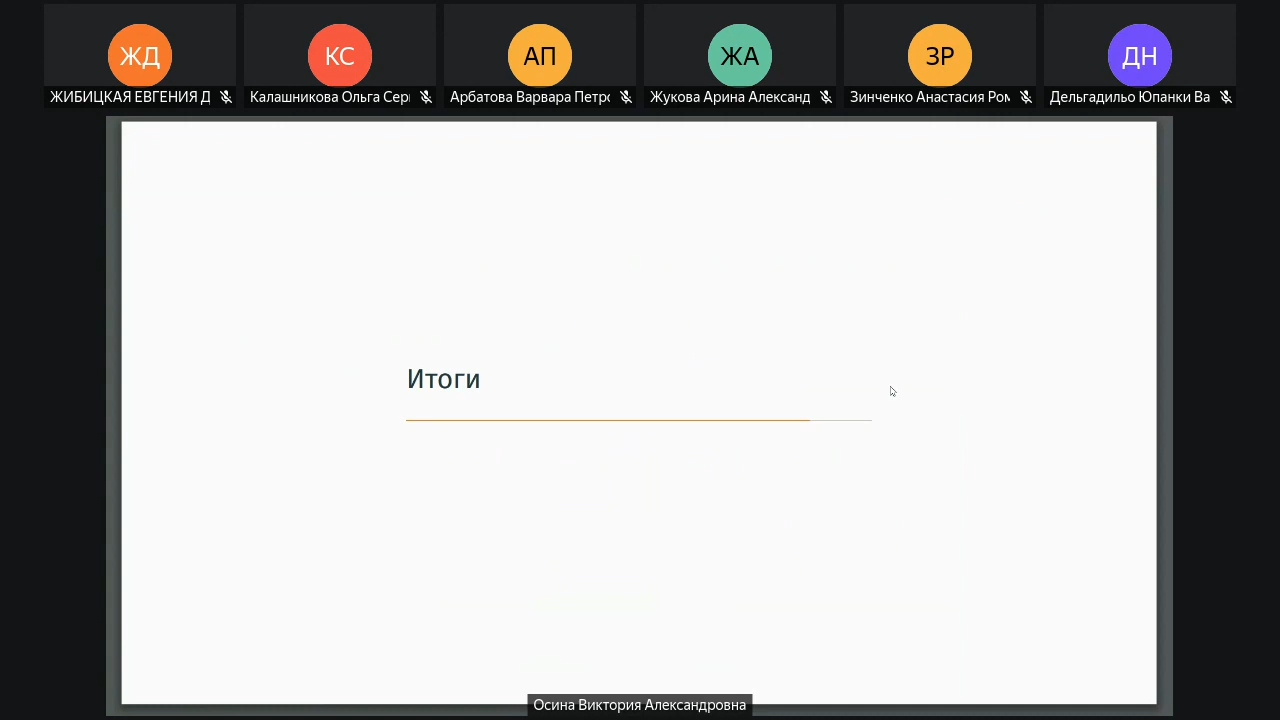 ЖД
КС
АП
ЖА
ЗР
ДН
ЖИБИЦКАЯ ЕВГЕНИЯ Д
Калашникова Ольга Сер
Арбатова Варвара Петро
Жукова Арина Александ
Зинченко Анастасия Ром
Дельгадильо Юпанки Ва
Итоги
Осина Виктория Александровна